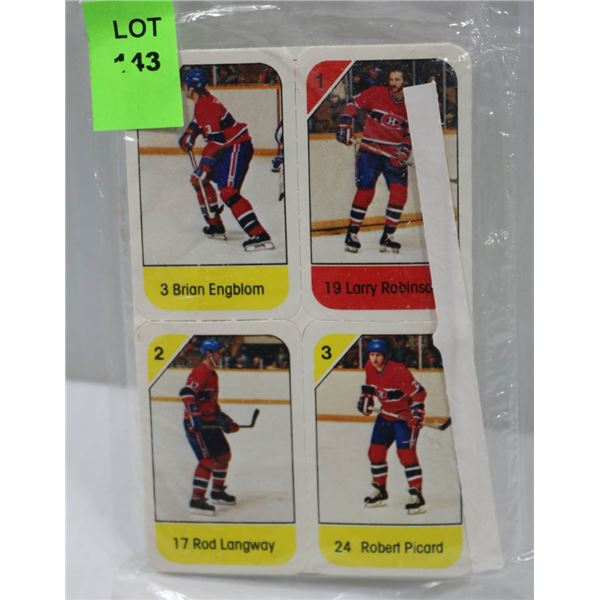 LOT
143
1
3 Brian Engblom
19 Larry Robinso
2
3
17 Rod Langway
24 Robert Picard